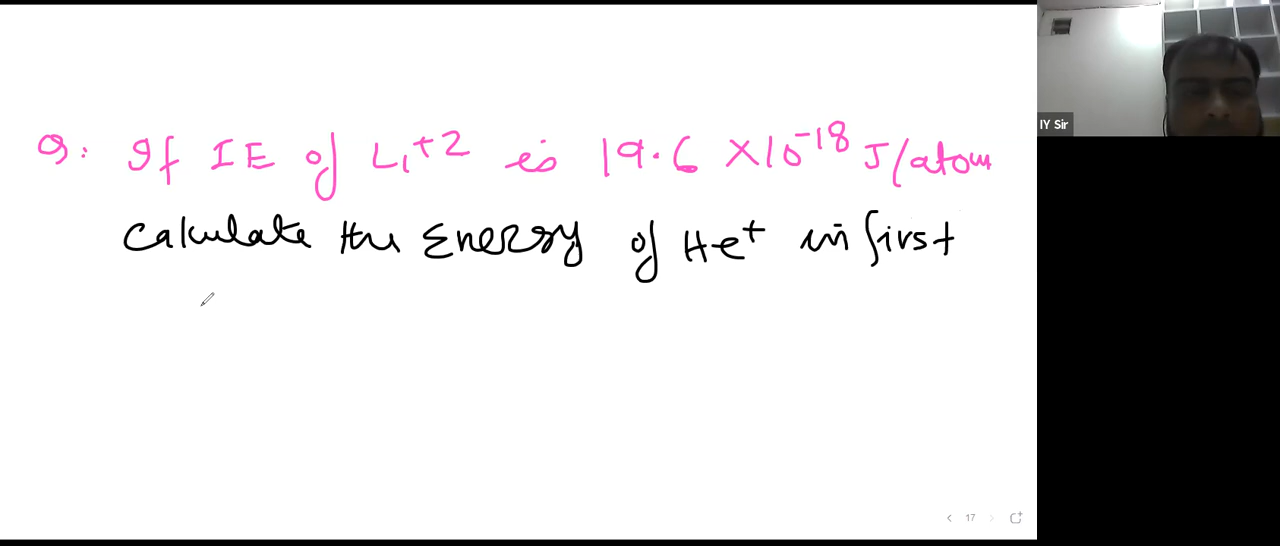 Q: If IE of Li+2 is 19.6 X10-18 J/atom
Calculate the Energy of He+ in first
IY Sir
17